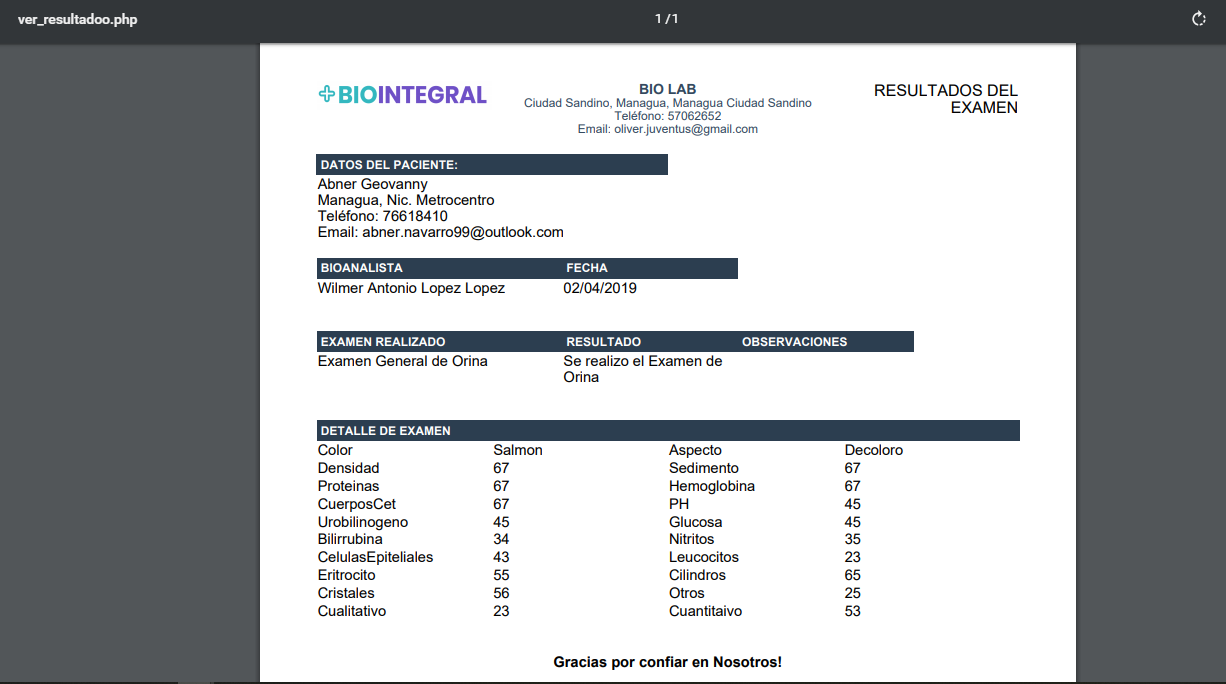 ver_resultadoo.php
1 / 1
BIOINTEGRAL
BIO LAB
Ciudad Sandino, Managua, Managua Ciudad Sandino
Teléfono: 57062652
Email: oliver.juventus@gmail.com
RESULTADOS DEL
EXAMEN
DATOS DEL PACIENTE:
Abner Geovanny
Managua, Nic. Metrocentro
Teléfono: 76618410
Email: abner.navarro99@outlook.com
BIOANALISTA FECHA
Wilmer Antonio Lopez Lopez 02/04/2019
EXAMEN REALIZADO RESULTADO OBSERVACIONES
Examen General de Orina Se realizo el Examen de
Orina
DETALLE DE EXAMEN
Color Salmon Aspecto Decoloro
Densidad 67 Sedimento 67
Proteinas 67 Hemoglobina 67
CuerposCet 67 PH 45
Urobilinogeno 45 Glucosa 45
Bilirrubina 34 Nitritos 35
CelulasEpiteliales 43 Leucocitos 23
Eritrocito 55 Cilindros 65
Cristales 56 Otros 25
Cualitativo 23 Cuantitaivo 53
Gracias por confiar en Nosotros!